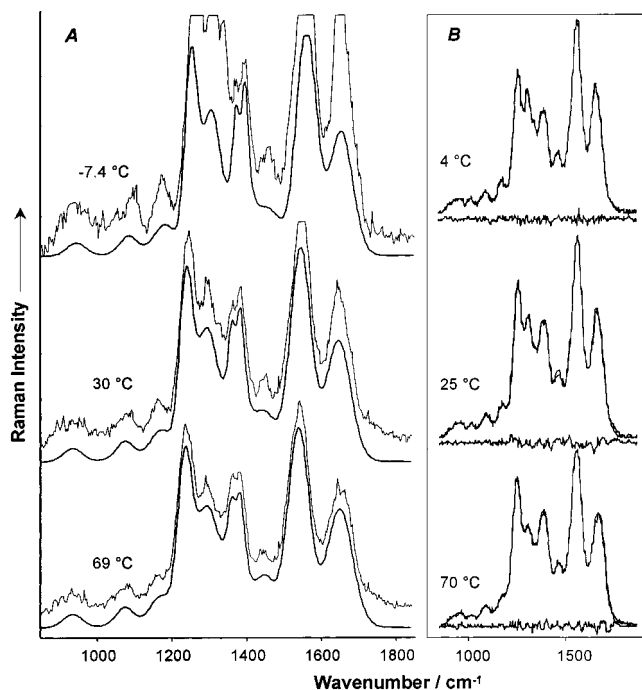 A
B
-7.4 °C
4 °C
30 °C
25 °C
69 °C
70 °C
Raman Intensity
1000 1200 1400 1600 1800
1000 1500
Wavenumber / cm-1